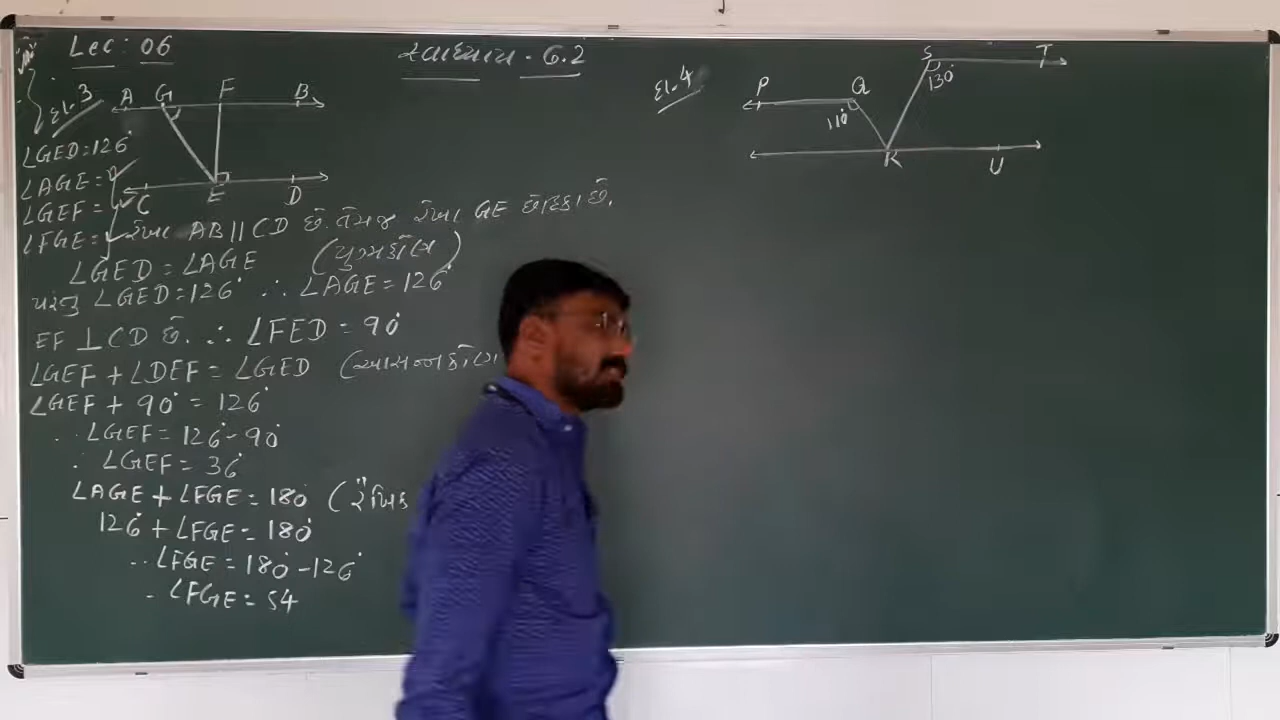 Lec: 06
સ્વાધ્યાય - 6.2
દા.3
A G F B
∠GED=126°
∠AGE=?
∠GEF=
∠FGE=
C E D
રેખા AB || CD છે. તેમજ રેખા GE છેદિકા છે.
∠GED = ∠AGE (યુગ્મકોણ)
પરંતુ ∠GED=126° ∴ ∠AGE=126°
EF ⊥ CD છે. ∴ ∠FED = 90°
∠GEF + ∠DEF = ∠GED (આસન્નકોણ
∠GEF + 90° = 126°
∴ ∠GEF = 126°-90°
∴ ∠GEF = 36°
∠AGE + ∠FGE = 180° (રૈખિક
126° + ∠FGE = 180°
∴ ∠FGE = 180°-126°
∴ ∠FGE = 54
દા.4
S T
130°
P Q
110°
R U